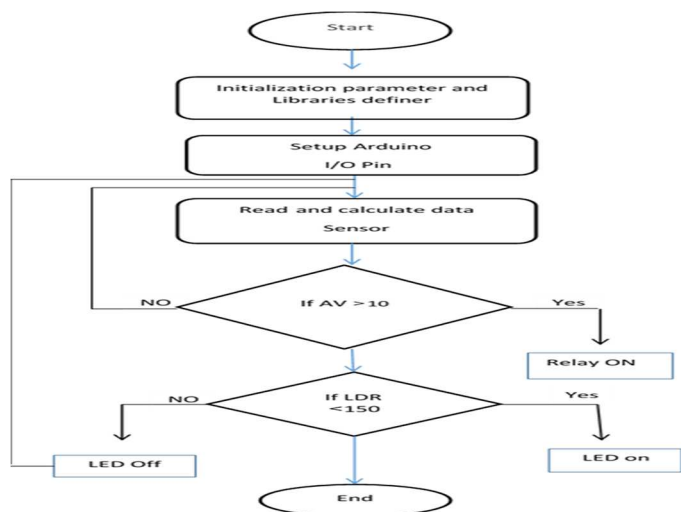 Start
Initialization parameter and
Libraries definer
Setup Arduino
I/O Pin
Read and calculate data
Sensor
If AV >10
NO
Yes
Relay ON
If LDR
<150
NO
Yes
LED Off
LED on
End